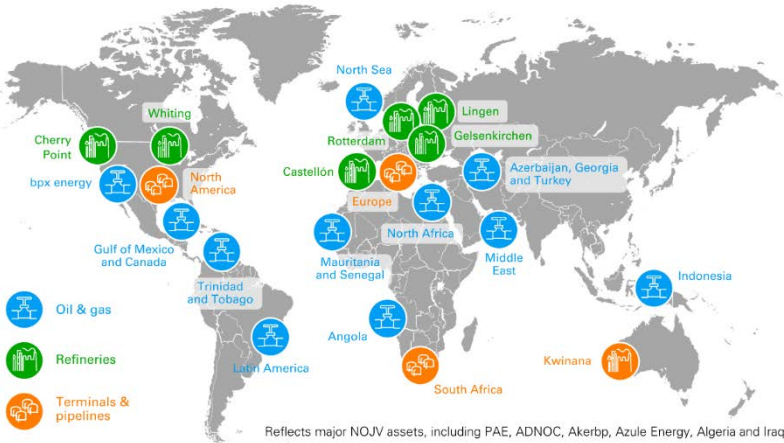 North Sea
Whiting
Lingen
Cherry
Point
Rotterdam
Gelsenkirchen
bpx energy
North
America
Castellón
Azerbaijan, Georgia
and Turkey
Europe
Gulf of Mexico
and Canada
North Africa
Mauritania
and Senegal
Middle
East
Trinidad
and Tobago
Indonesia
Oil & gas
Angola
Latin America
Refineries
Kwinana
South Africa
Terminals &
pipelines
Reflects major NOJV assets, including PAE, ADNOC, Akerbp, Azule Energy, Algeria and Iraq